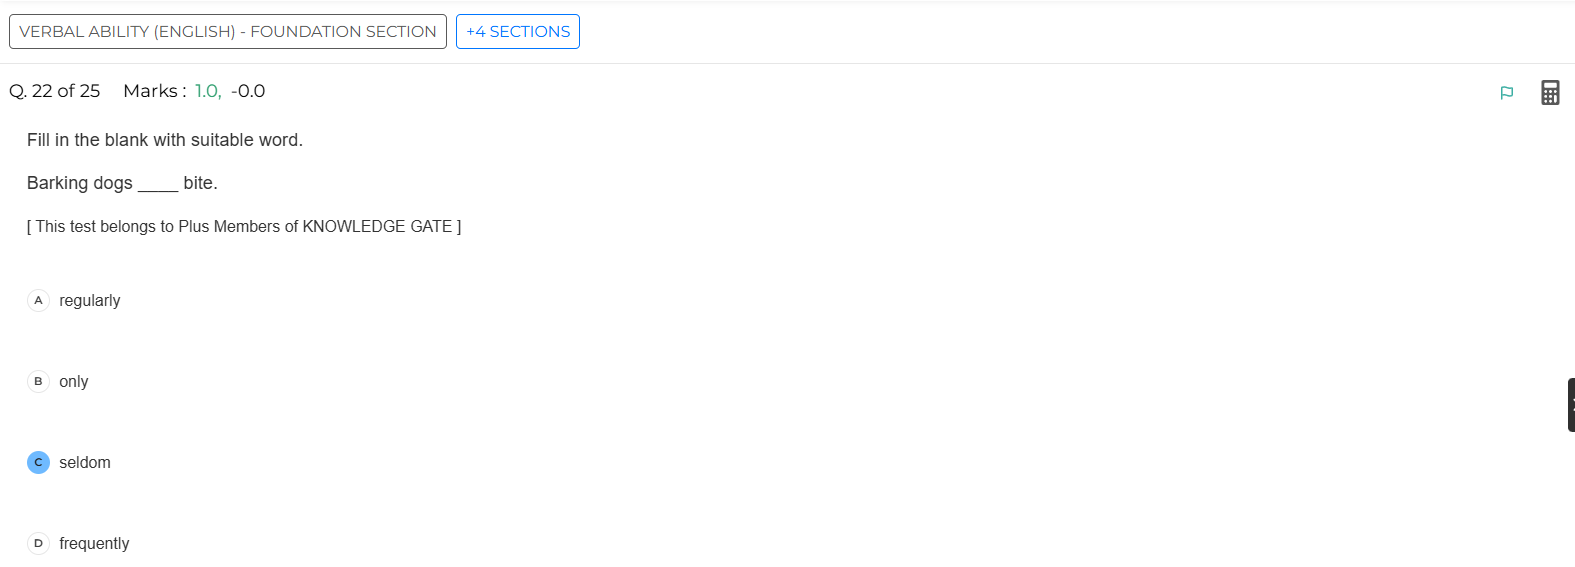 VERBAL ABILITY (ENGLISH) - FOUNDATION SECTION +4 SECTIONS
Q. 22 of 25 Marks : 1.0, -0.0
Fill in the blank with suitable word.
Barking dogs ____ bite.
[ This test belongs to Plus Members of KNOWLEDGE GATE ]
A regularly
B only
C seldom
D frequently